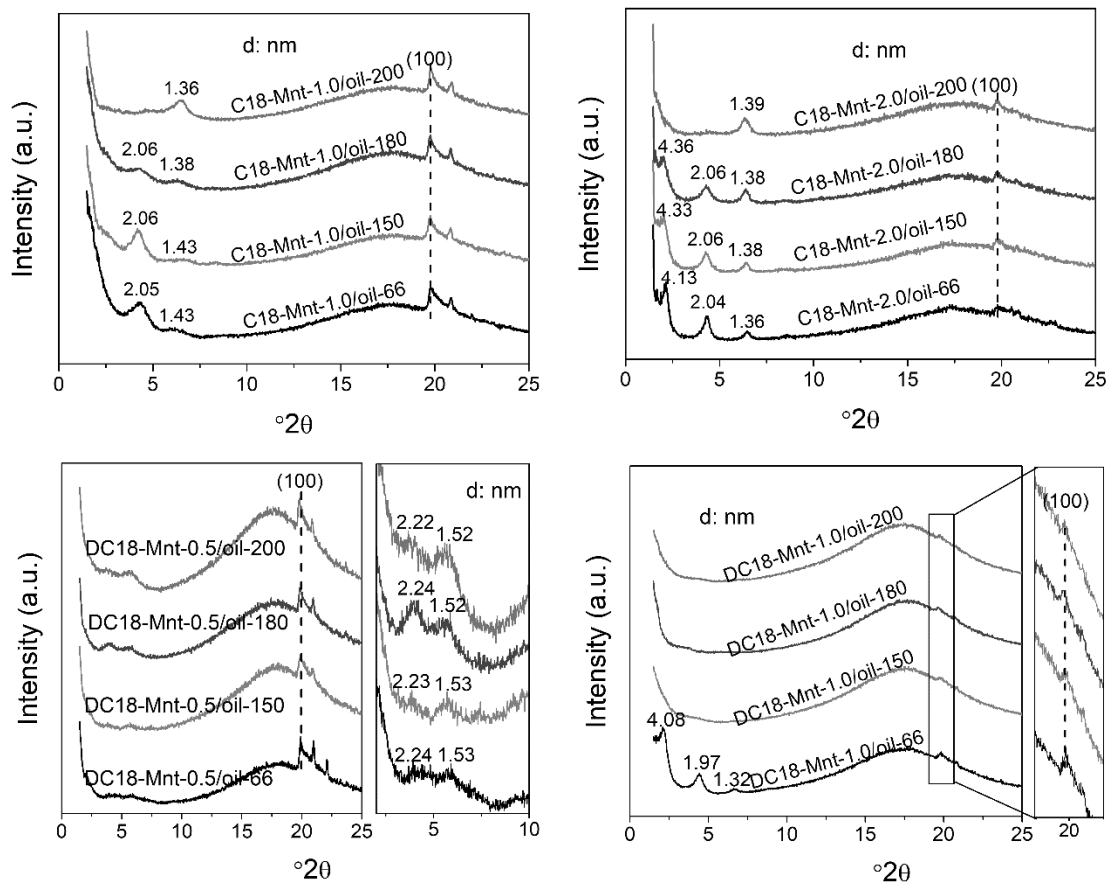 Intensity (a.u.)
d: nm
(100)
1.36
C18-Mnt-1.0/oil-200
2.06
1.38
C18-Mnt-1.0/oil-180
2.06
1.43
C18-Mnt-1.0/oil-150
2.05
1.43
C18-Mnt-1.0/oil-66
0 5 10 15 20 25
°2θ
Intensity (a.u.)
d: nm
(100)
1.39
C18-Mnt-2.0/oil-200
4.36
2.06
1.38
C18-Mnt-2.0/oil-180
4.33
2.06
1.38
C18-Mnt-2.0/oil-150
4.13
2.04
1.36
C18-Mnt-2.0/oil-66
0 5 10 15 20 25
°2θ
Intensity (a.u.)
(100)
DC18-Mnt-0.5/oil-200
DC18-Mnt-0.5/oil-180
DC18-Mnt-0.5/oil-150
DC18-Mnt-0.5/oil-66
0 5 10 15 20 25
d: nm
2.22
1.52
2.24
1.52
2.23
1.53
2.24
1.53
5 10
°2θ
Intensity (a.u.)
d: nm
DC18-Mnt-1.0/oil-200
DC18-Mnt-1.0/oil-180
DC18-Mnt-1.0/oil-150
4.08
1.97
1.32
DC18-Mnt-1.0/oil-66
0 5 10 15 20 25
(100)
20
°2θ